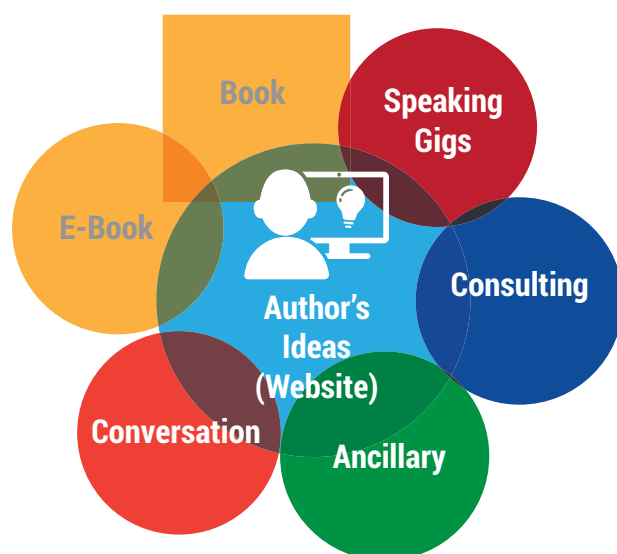 Book
Speaking
Gigs
E-Book
Consulting
Author’s
Ideas
(Website)
Conversation
Ancillary